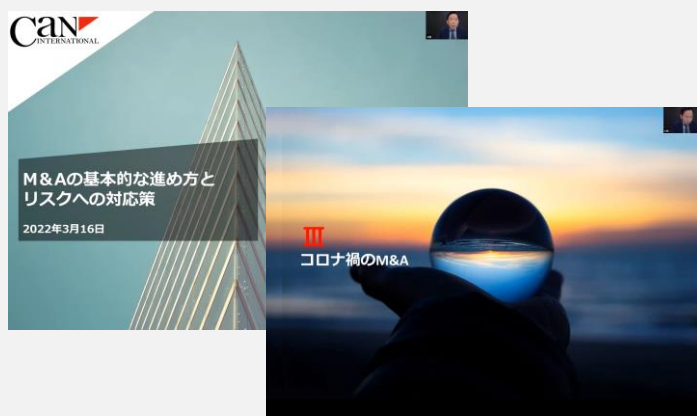 CaN
INTERNATIONAL
M&Aの基本的な進め方と
リスクへの対応策
2022年3月16日
III
コロナ禍のM&A